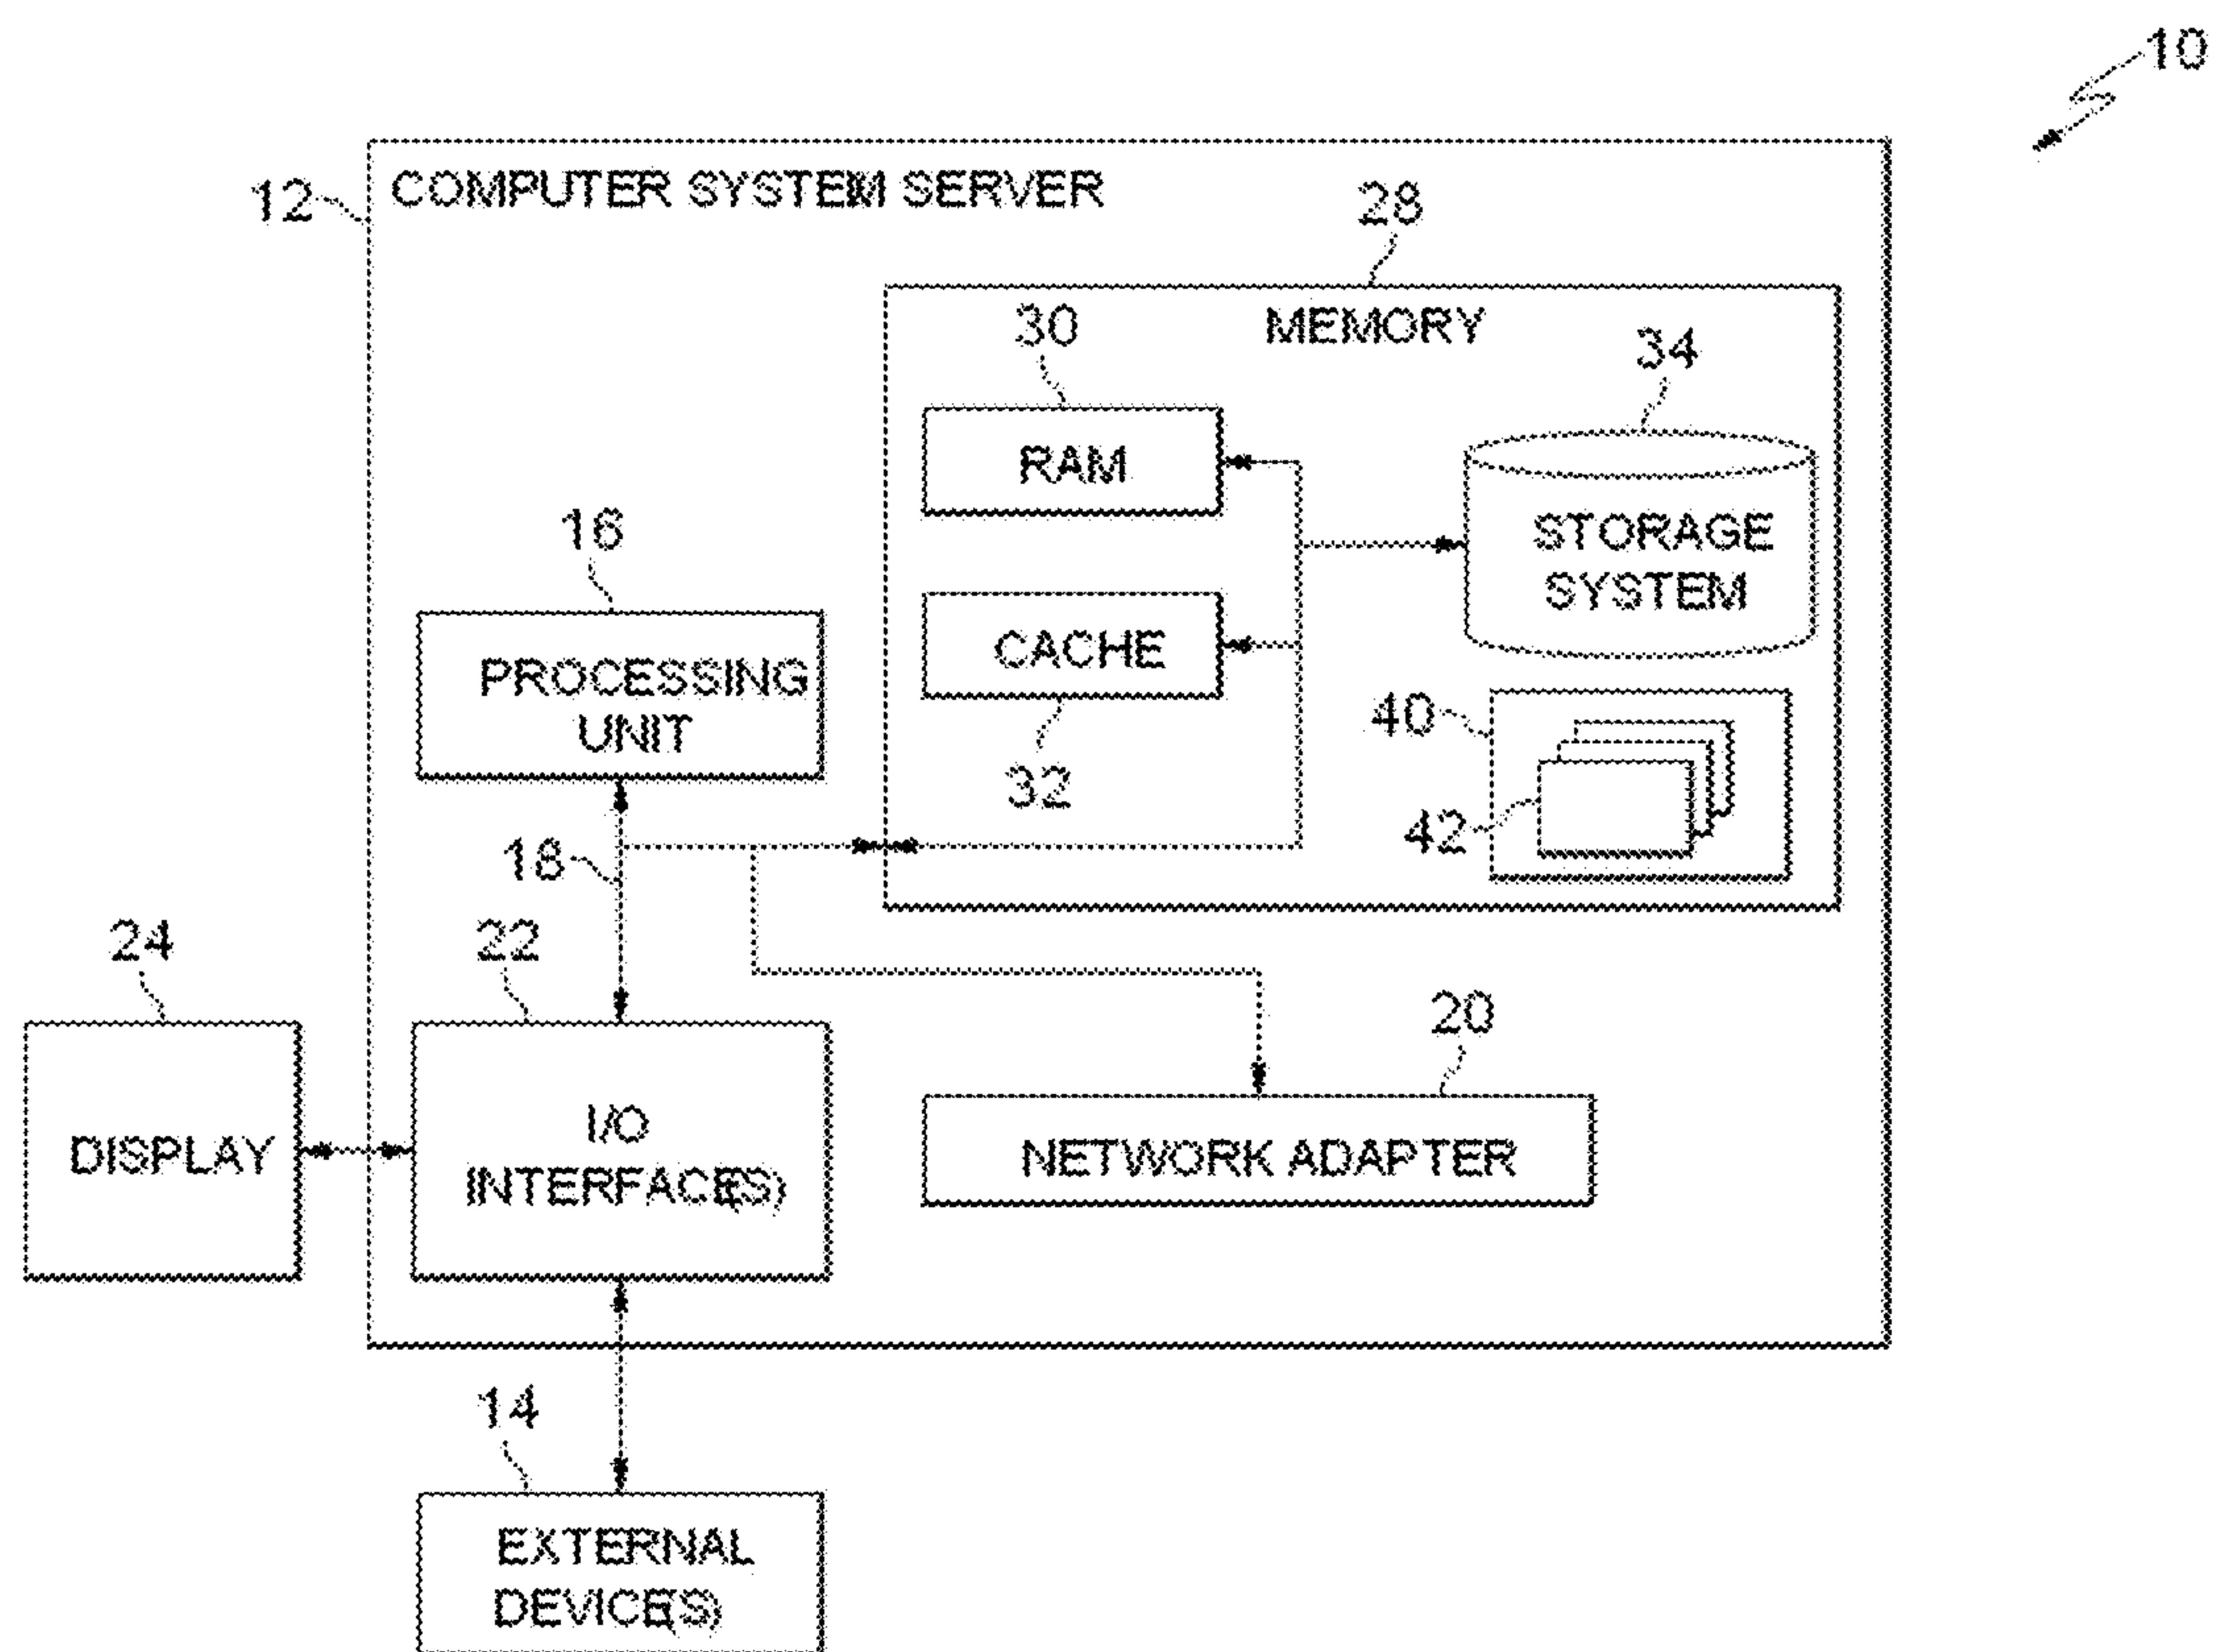 10
12
COMPUTER SYSTEM SERVER
28
MEMORY
30
34
RAM
STORAGE
SYSTEM
16
PROCESSING
UNIT
CACHE
32
40
42
18
24
22
20
DISPLAY
I/O
INTERFACE(S)
NETWORK ADAPTER
14
EXTERNAL
DEVICE(S)